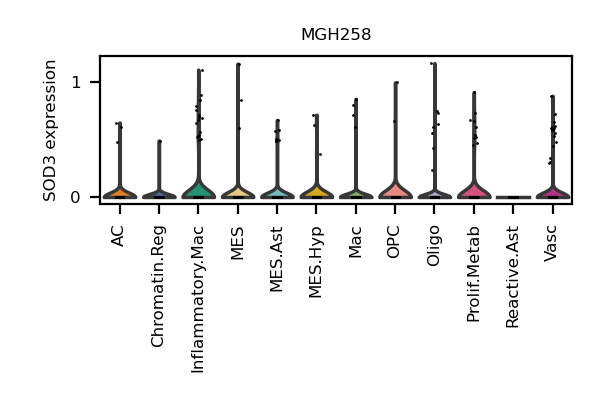 MGH258
SOD3 expression
1
0
AC
Chromatin.Reg
Inflammatory.Mac
MES
MES.Ast
MES.Hyp
Mac
OPC
Oligo
Prolif.Metab
Reactive.Ast
Vasc